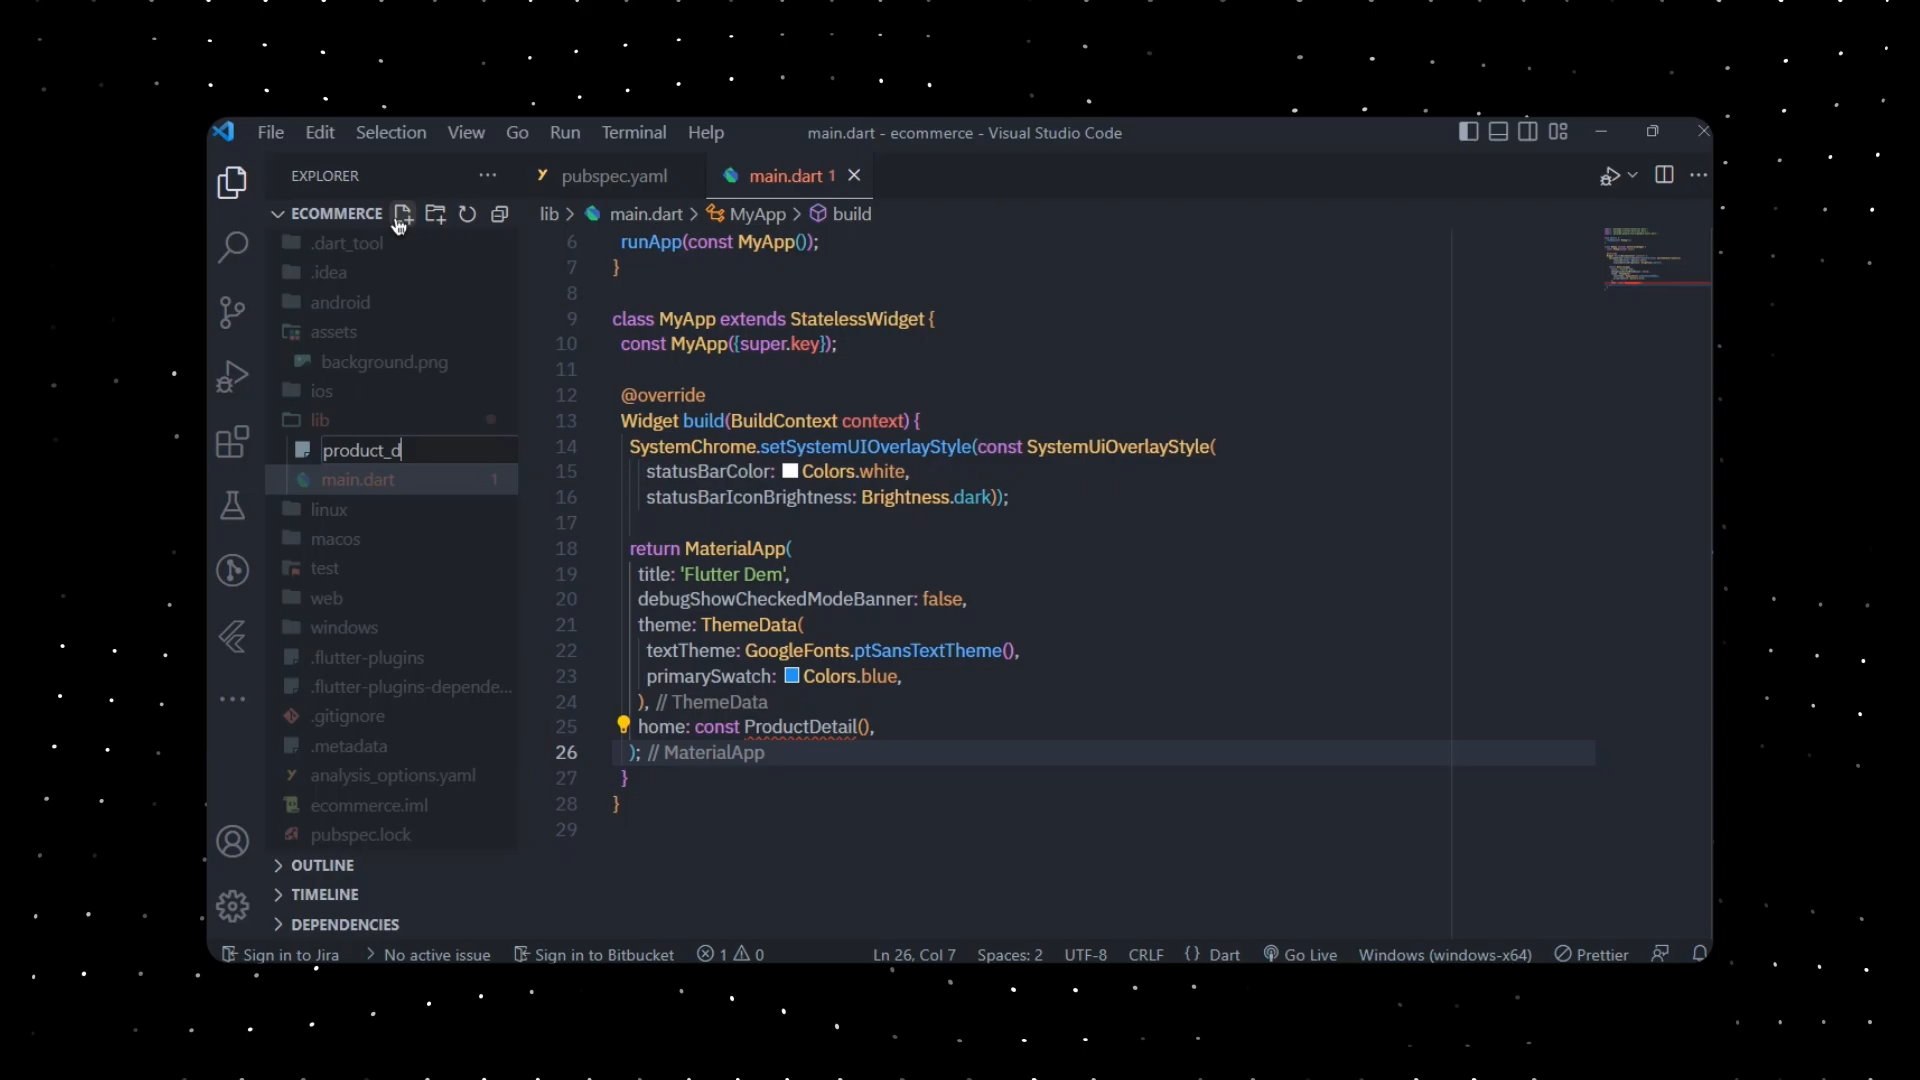 File Edit Selection View Go Run Terminal Help
main.dart - ecommerce - Visual Studio Code
EXPLORER
pubspec.yaml
main.dart 1
ECOMMERCE
lib > main.dart > MyApp > build
.dart_tool
.idea
android
assets
background.png
ios
lib
product_d
main.dart 1
linux
macos
test
web
windows
.flutter-plugins
.flutter-plugins-depende...
.gitignore
.metadata
analysis_options.yaml
ecommerce.iml
pubspec.lock
OUTLINE
TIMELINE
DEPENDENCIES
6 runApp(const MyApp());
7 }
8
9 class MyApp extends StatelessWidget {
10 const MyApp({super.key});
11
12 @override
13 Widget build(BuildContext context) {
14 SystemChrome.setSystemUIOverlayStyle(const SystemUiOverlayStyle(
15 statusBarColor: Colors.white,
16 statusBarIconBrightness: Brightness.dark));
17
18 return MaterialApp(
19 title: 'Flutter Dem',
20 debugShowCheckedModeBanner: false,
21 theme: ThemeData(
22 textTheme: GoogleFonts.ptSansTextTheme(),
23 primarySwatch: Colors.blue,
24 ), // ThemeData
25 home: const ProductDetail(),
26 ); // MaterialApp
27 }
28 }
29
Sign in to Jira > No active issue Sign in to Bitbucket 1 0 Ln 26, Col 7 Spaces: 2 UTF-8 CRLF {} Dart Go Live Windows (windows-x64) Prettier